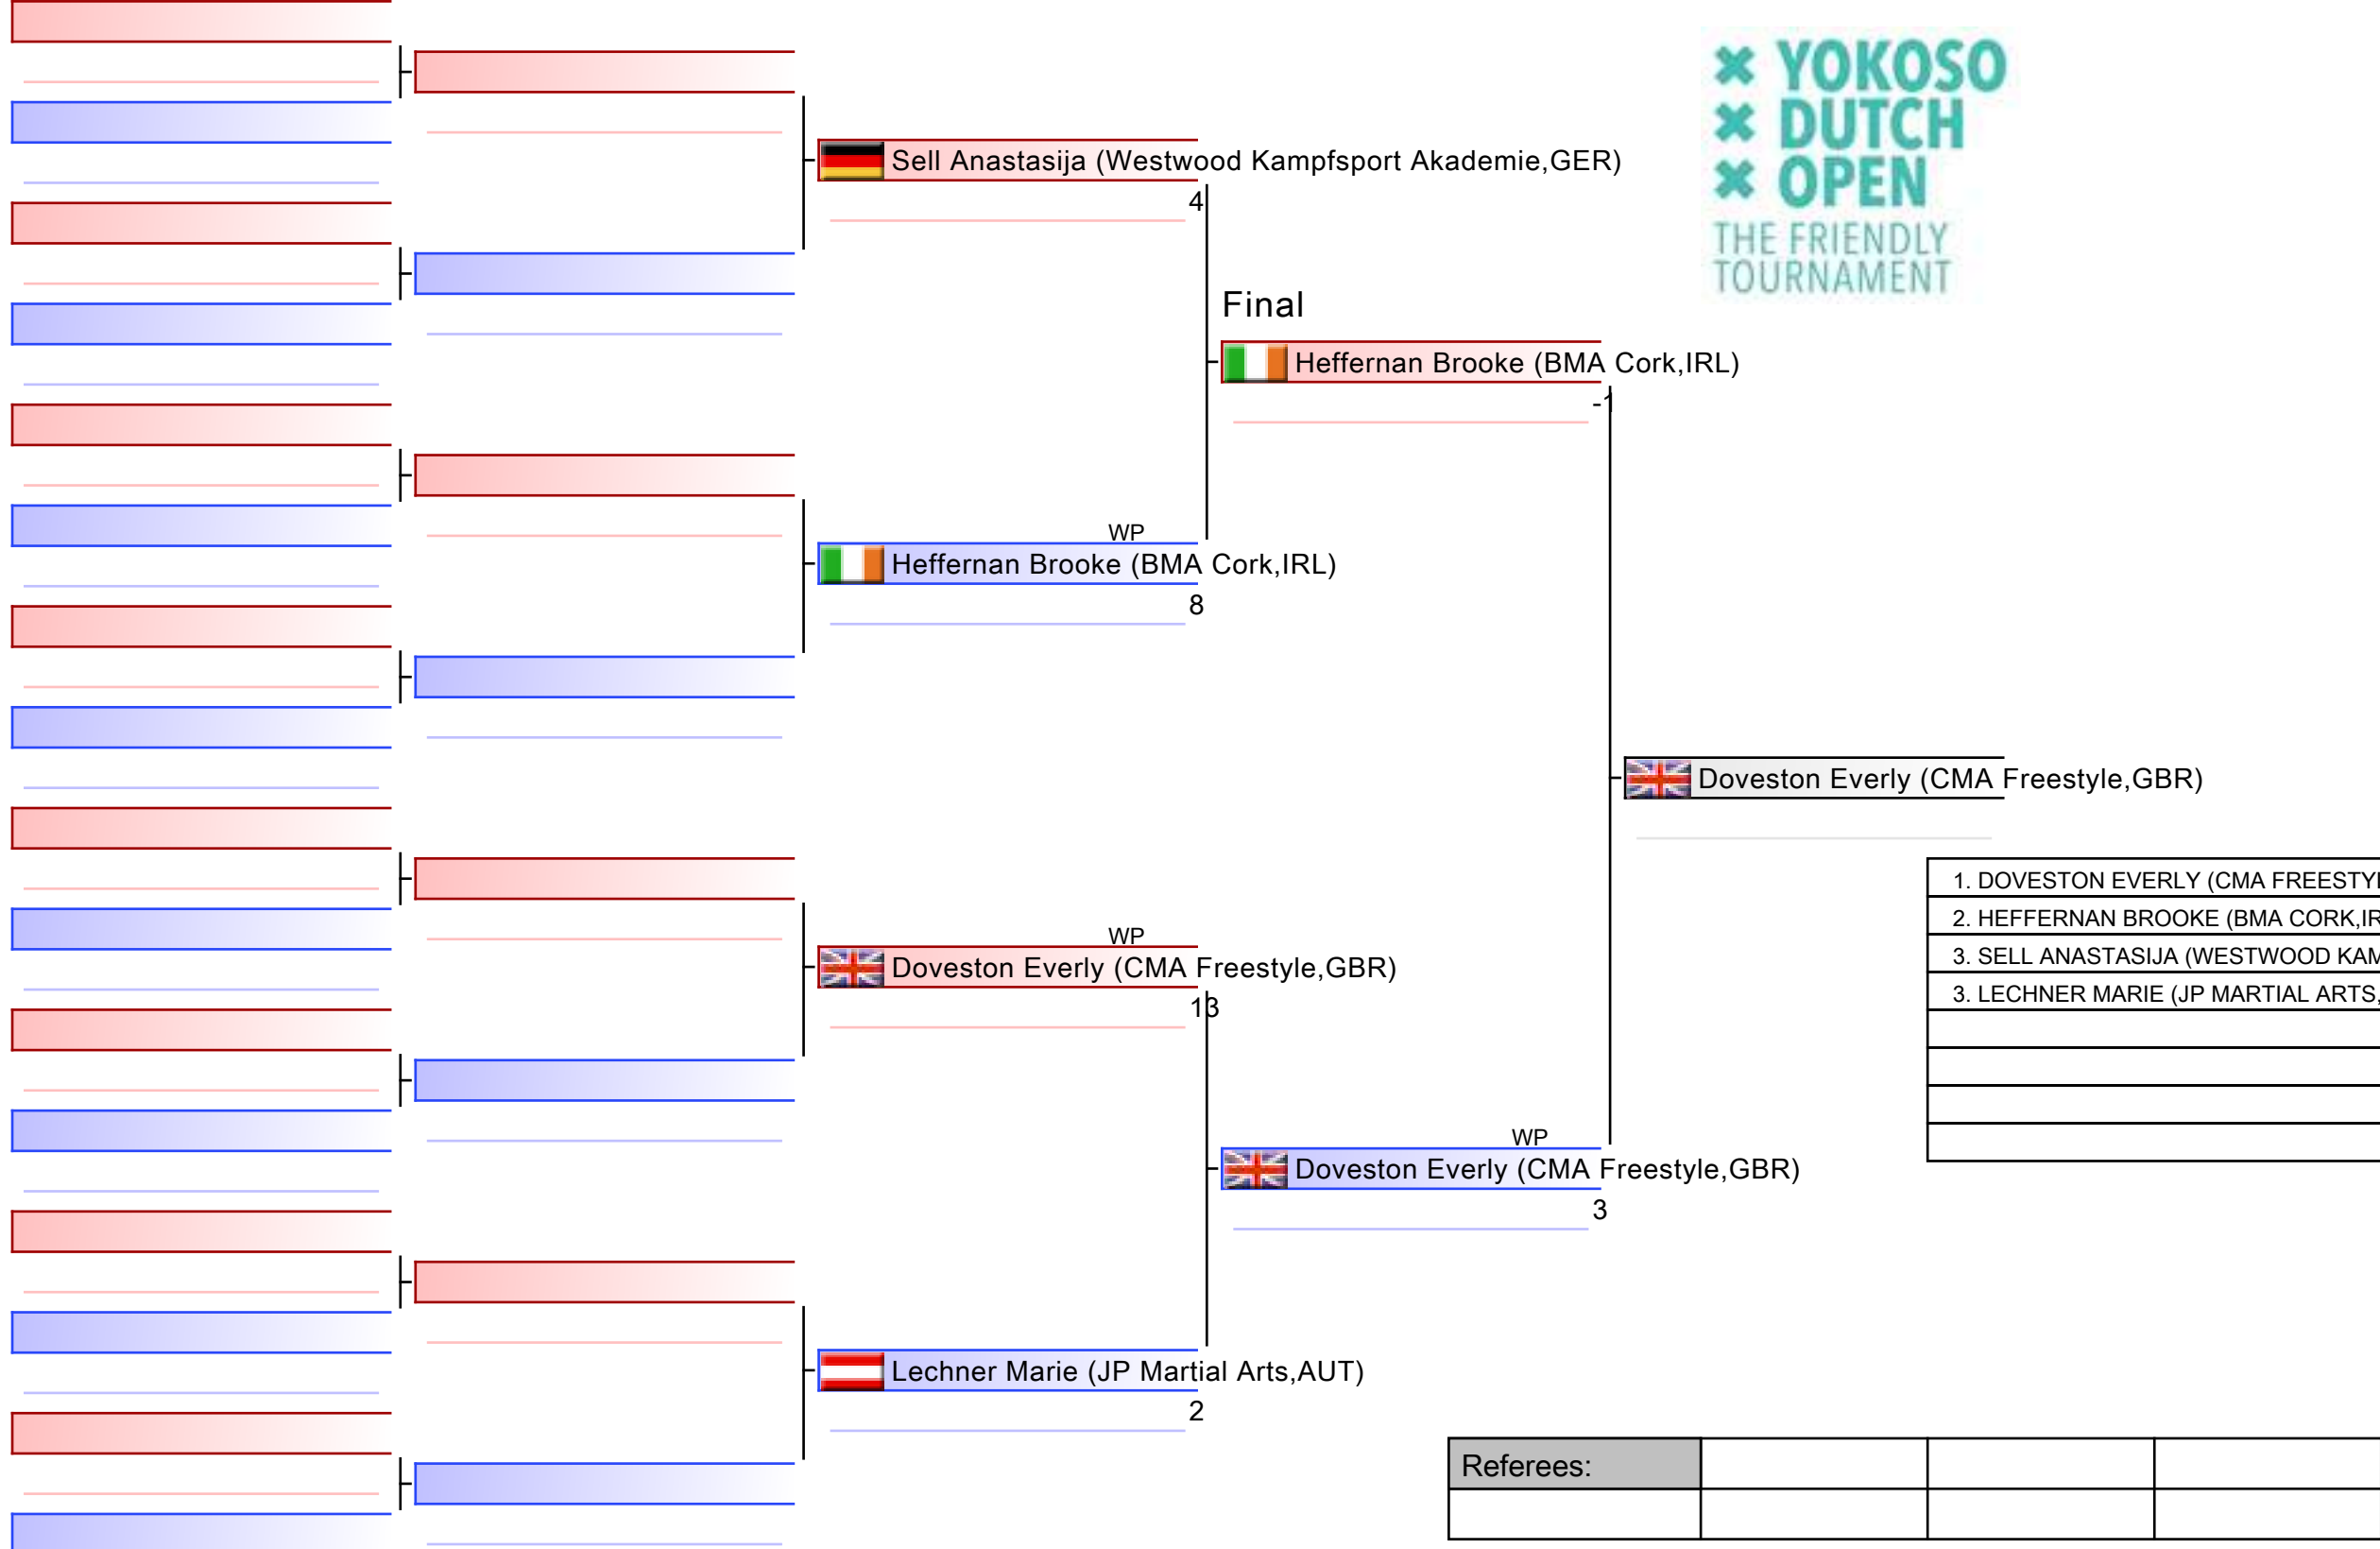 YOKOSO
DUTCH
OPEN
THE FRIENDLY
TOURNAMENT
Sell Anastasija (Westwood Kampfsport Akademie,GER)
4
Final
Heffernan Brooke (BMA Cork,IRL)
-1
WP
Heffernan Brooke (BMA Cork,IRL)
8
Doveston Everly (CMA Freestyle,GBR)
1. DOVESTON EVERLY (CMA FREESTYL
2. HEFFERNAN BROOKE (BMA CORK,IR
3. SELL ANASTASIJA (WESTWOOD KAM
3. LECHNER MARIE (JP MARTIAL ARTS,
WP
Doveston Everly (CMA Freestyle,GBR)
13
WP
Doveston Everly (CMA Freestyle,GBR)
3
Lechner Marie (JP Martial Arts,AUT)
2
Referees: